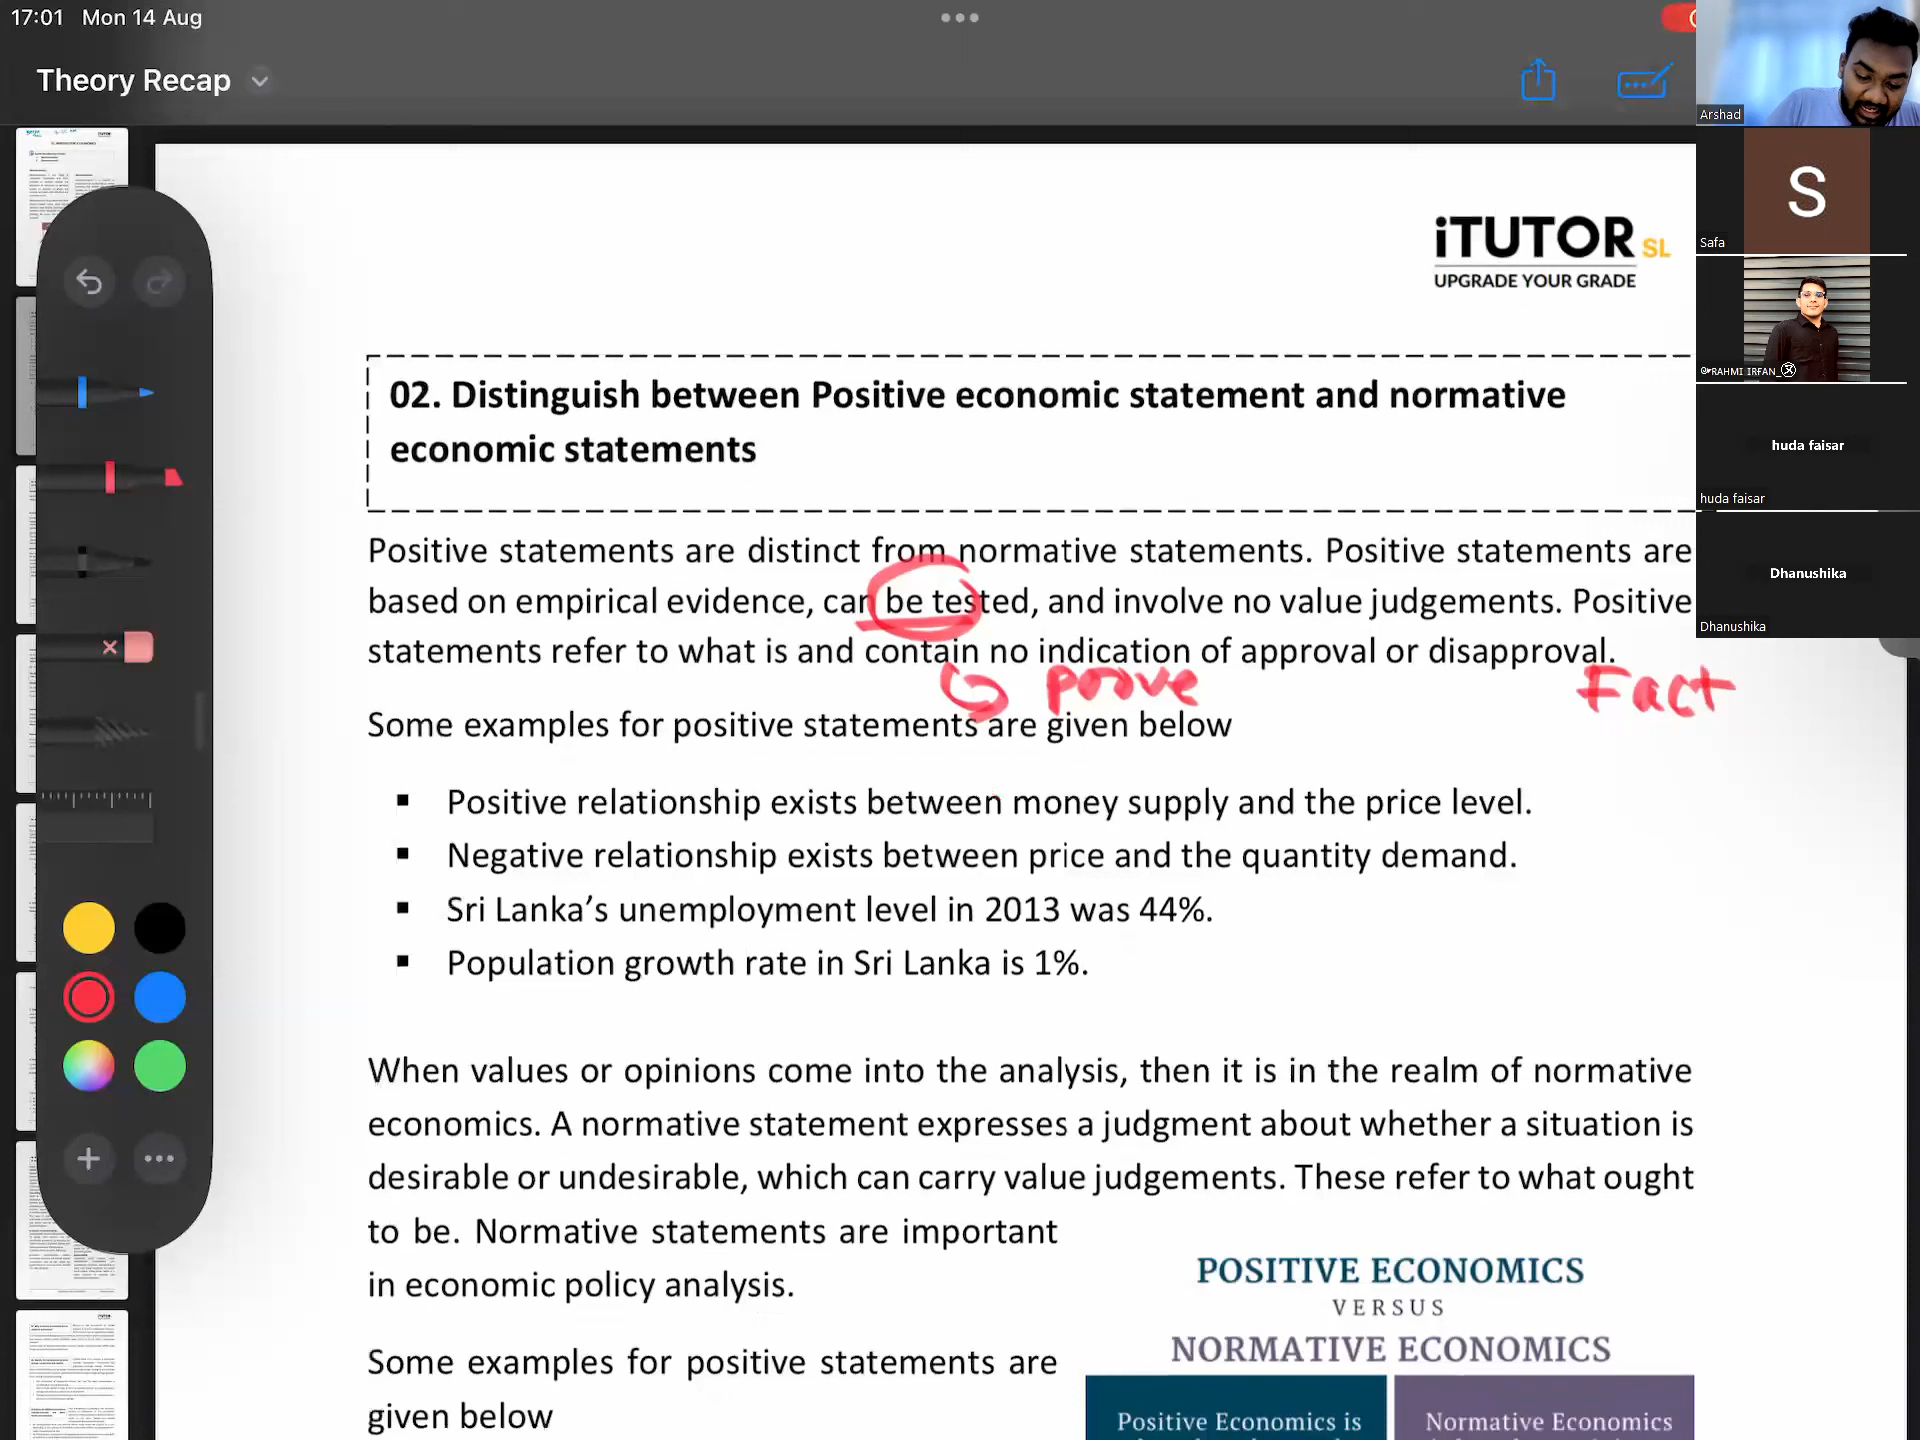 17:01 Mon 14 Aug
Theory Recap
Arshad
S
Safa
RAHMI IRFAN_
huda faisar
huda faisar
Dhanushika
Dhanushika
iTUTOR SL
UPGRADE YOUR GRADE
02. Distinguish between Positive economic statement and normative
economic statements
Positive statements are distinct from normative statements. Positive statements are
based on empirical evidence, can be tested, and involve no value judgements. Positive
statements refer to what is and contain no indication of approval or disapproval.
prove
Fact
Some examples for positive statements are given below
▪ Positive relationship exists between money supply and the price level.
▪ Negative relationship exists between price and the quantity demand.
▪ Sri Lanka’s unemployment level in 2013 was 44%.
▪ Population growth rate in Sri Lanka is 1%.
When values or opinions come into the analysis, then it is in the realm of normative
economics. A normative statement expresses a judgment about whether a situation is
desirable or undesirable, which can carry value judgements. These refer to what ought
to be. Normative statements are important
in economic policy analysis.
Some examples for positive statements are
given below
POSITIVE ECONOMICS
VERSUS
NORMATIVE ECONOMICS
Positive Economics is
Normative Economics